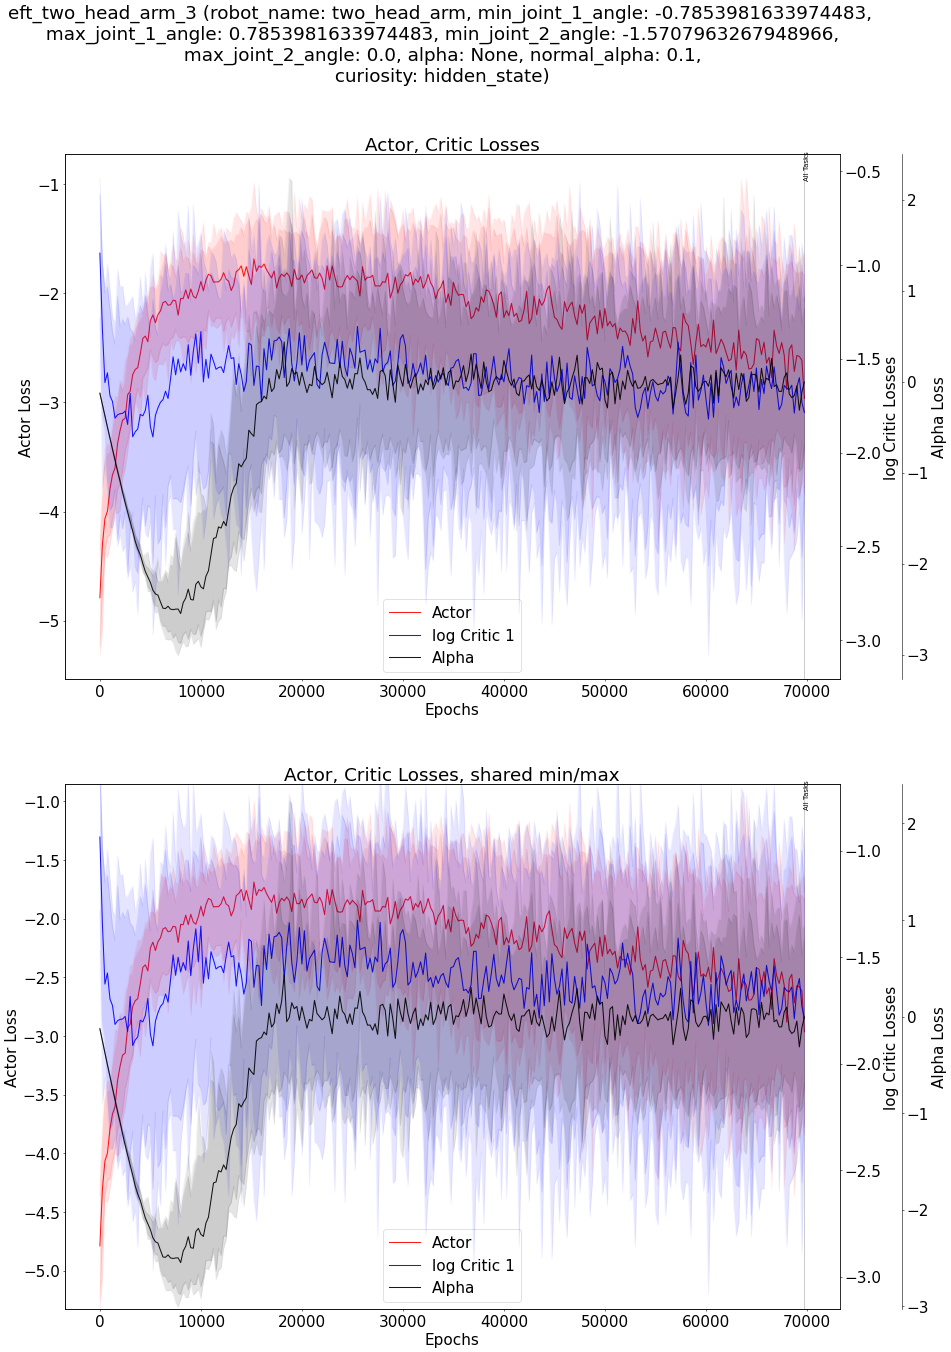 eft_two_head_arm_3 (robot_name: two_head_arm, min_joint_1_angle: -0.7853981633974483,
max_joint_1_angle: 0.7853981633974483, min_joint_2_angle: -1.5707963267948966,
max_joint_2_angle: 0.0, alpha: None, normal_alpha: 0.1,
curiosity: hidden_state)
Actor, Critic Losses
All Tasks
−1
−2
−3
−4
−5
Actor Loss
−0.5
−1.0
−1.5
−2.0
−2.5
−3.0
log Critic Losses
2
1
0
−1
−2
−3
Alpha Loss
Actor
log Critic 1
Alpha
0 10000 20000 30000 40000 50000 60000 70000
Epochs
Actor, Critic Losses, shared min/max
All Tasks
−1.0
−1.5
−2.0
−2.5
−3.0
−3.5
−4.0
−4.5
−5.0
Actor Loss
−1.0
−1.5
−2.0
−2.5
−3.0
log Critic Losses
2
1
0
−1
−2
−3
Alpha Loss
Actor
log Critic 1
Alpha
0 10000 20000 30000 40000 50000 60000 70000
Epochs